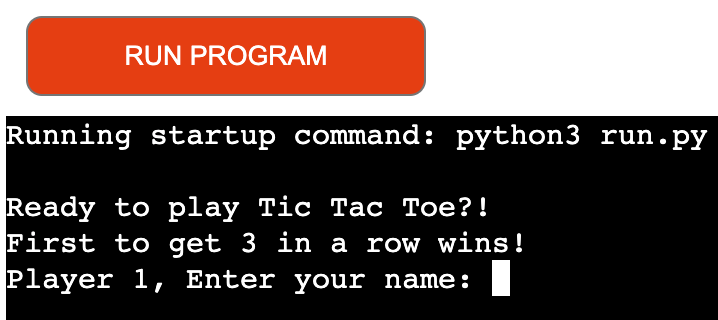 RUN PROGRAM
Running startup command: python3 run.py
Ready to play Tic Tac Toe?!
First to get 3 in a row wins!
Player 1, Enter your name: